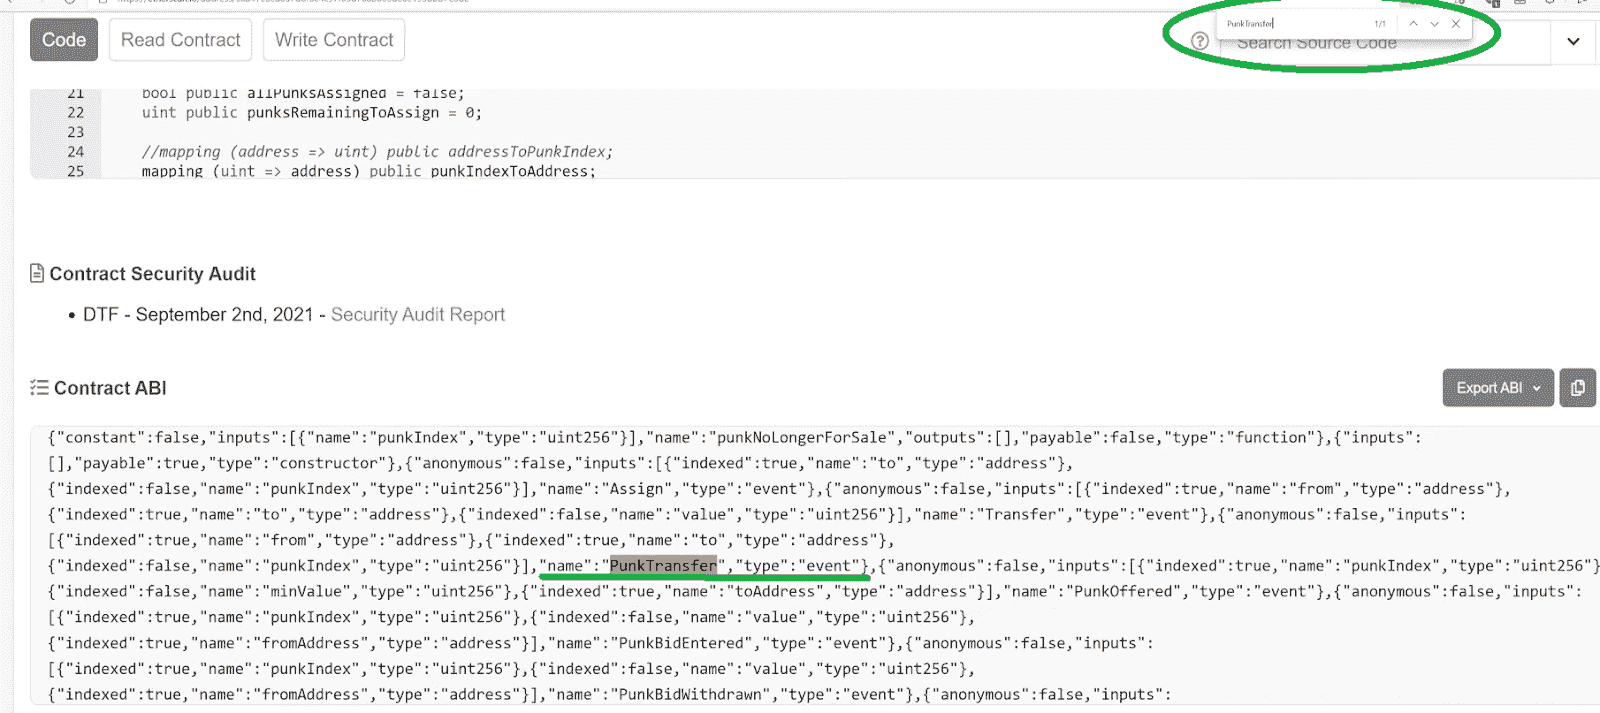 PunkTransfer 1/1
Code Read Contract Write Contract Search Source Code
21 bool public allPunksAssigned = false;
22 uint public punksRemainingToAssign = 0;
23
24 //mapping (address => uint) public addressToPunkIndex;
25 mapping (uint => address) public punkIndexToAddress;
Contract Security Audit
• DTF - September 2nd, 2021 - Security Audit Report
Contract ABI Export ABI
{"constant":false,"inputs":[{"name":"punkIndex","type":"uint256"}],"name":"punkNoLongerForSale","outputs":[],"payable":false,"type":"function"},{"inputs":
[],"payable":true,"type":"constructor"},{"anonymous":false,"inputs":[{"indexed":true,"name":"to","type":"address"},
{"indexed":false,"name":"punkIndex","type":"uint256"}],"name":"Assign","type":"event"},{"anonymous":false,"inputs":[{"indexed":true,"name":"from","type":"address"},
{"indexed":true,"name":"to","type":"address"},{"indexed":false,"name":"value","type":"uint256"}],"name":"Transfer","type":"event"},{"anonymous":false,"inputs":
[{"indexed":true,"name":"from","type":"address"},{"indexed":true,"name":"to","type":"address"},
{"indexed":false,"name":"punkIndex","type":"uint256"}],"name":"PunkTransfer","type":"event"},{"anonymous":false,"inputs":[{"indexed":true,"name":"punkIndex","type":"uint256"}
{"indexed":false,"name":"minValue","type":"uint256"},{"indexed":true,"name":"toAddress","type":"address"}],"name":"PunkOffered","type":"event"},{"anonymous":false,"inputs":
[{"indexed":true,"name":"punkIndex","type":"uint256"},{"indexed":false,"name":"value","type":"uint256"},
{"indexed":true,"name":"fromAddress","type":"address"}],"name":"PunkBidEntered","type":"event"},{"anonymous":false,"inputs":
[{"indexed":true,"name":"punkIndex","type":"uint256"},{"indexed":false,"name":"value","type":"uint256"},
{"indexed":true,"name":"fromAddress","type":"address"}],"name":"PunkBidWithdrawn","type":"event"},{"anonymous":false,"inputs":